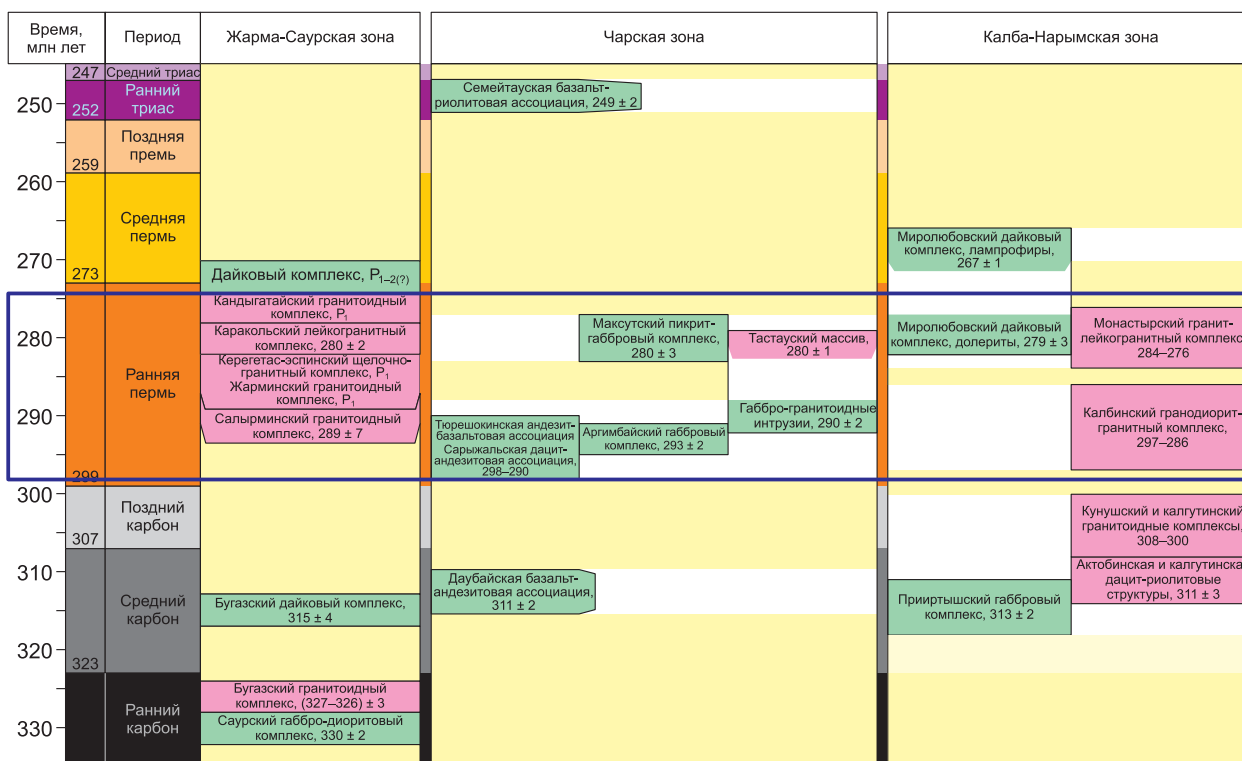 Время,
млн лет
Период
Жарма-Саурская зона
Чарская зона
Калба-Нарымская зона
247
Средний триас
250
Ранний
триас
252
Поздняя
премь
259
260
Средняя
пермь
270
273
280
Ранняя
пермь
290
299
300
Поздний
карбон
307
310
Средний
карбон
320
323
Ранний
карбон
330
Дайковый комплекс, P1–2(?)
Кандыгатайский гранитоидный
комплекс, P1
Каракольский лейкогранитный
комплекс, 280 ± 2
Керегетас-эспинский щелочно-
гранитный комплекс, P1
Жарминский гранитоидный
комплекс, P1
Салырминский гранитоидный
комплекс, 289 ± 7
Бугазский дайковый комплекс,
315 ± 4
Бугазский гранитоидный
комплекс, (327–326) ± 3
Саурский габбро-диоритовый
комплекс, 330 ± 2
Семейтауская базальт-
риолитовая ассоциация, 249 ± 2
Максутский пикрит-
габбровый комплекс,
280 ± 3
Тастауский массив,
280 ± 1
Габбро-гранитоидные
интрузии, 290 ± 2
Тюрешокинская андезит-
базальтовая ассоциация
Сарыжальская дацит-
андезитовая ассоциация,
298–290
Аргимбайский габбровый
комплекс, 293 ± 2
Даубайская базальт-
андезитовая ассоциация,
311 ± 2
Миролюбовский дайковый
комплекс, лампрофиры,
267 ± 1
Миролюбовский дайковый
комплекс, долериты, 279 ± 3
Монастырский гранит-
лейкогранитный комплекс,
284–276
Калбинский гранодиорит-
гранитный комплекс,
297–286
Кунушский и калгутинский
гранитоидные комплексы,
308–300
Актобинская и калгутинская
дацит-риолитовые
структуры, 311 ± 3
Прииртышский габбровый
комплекс, 313 ± 2